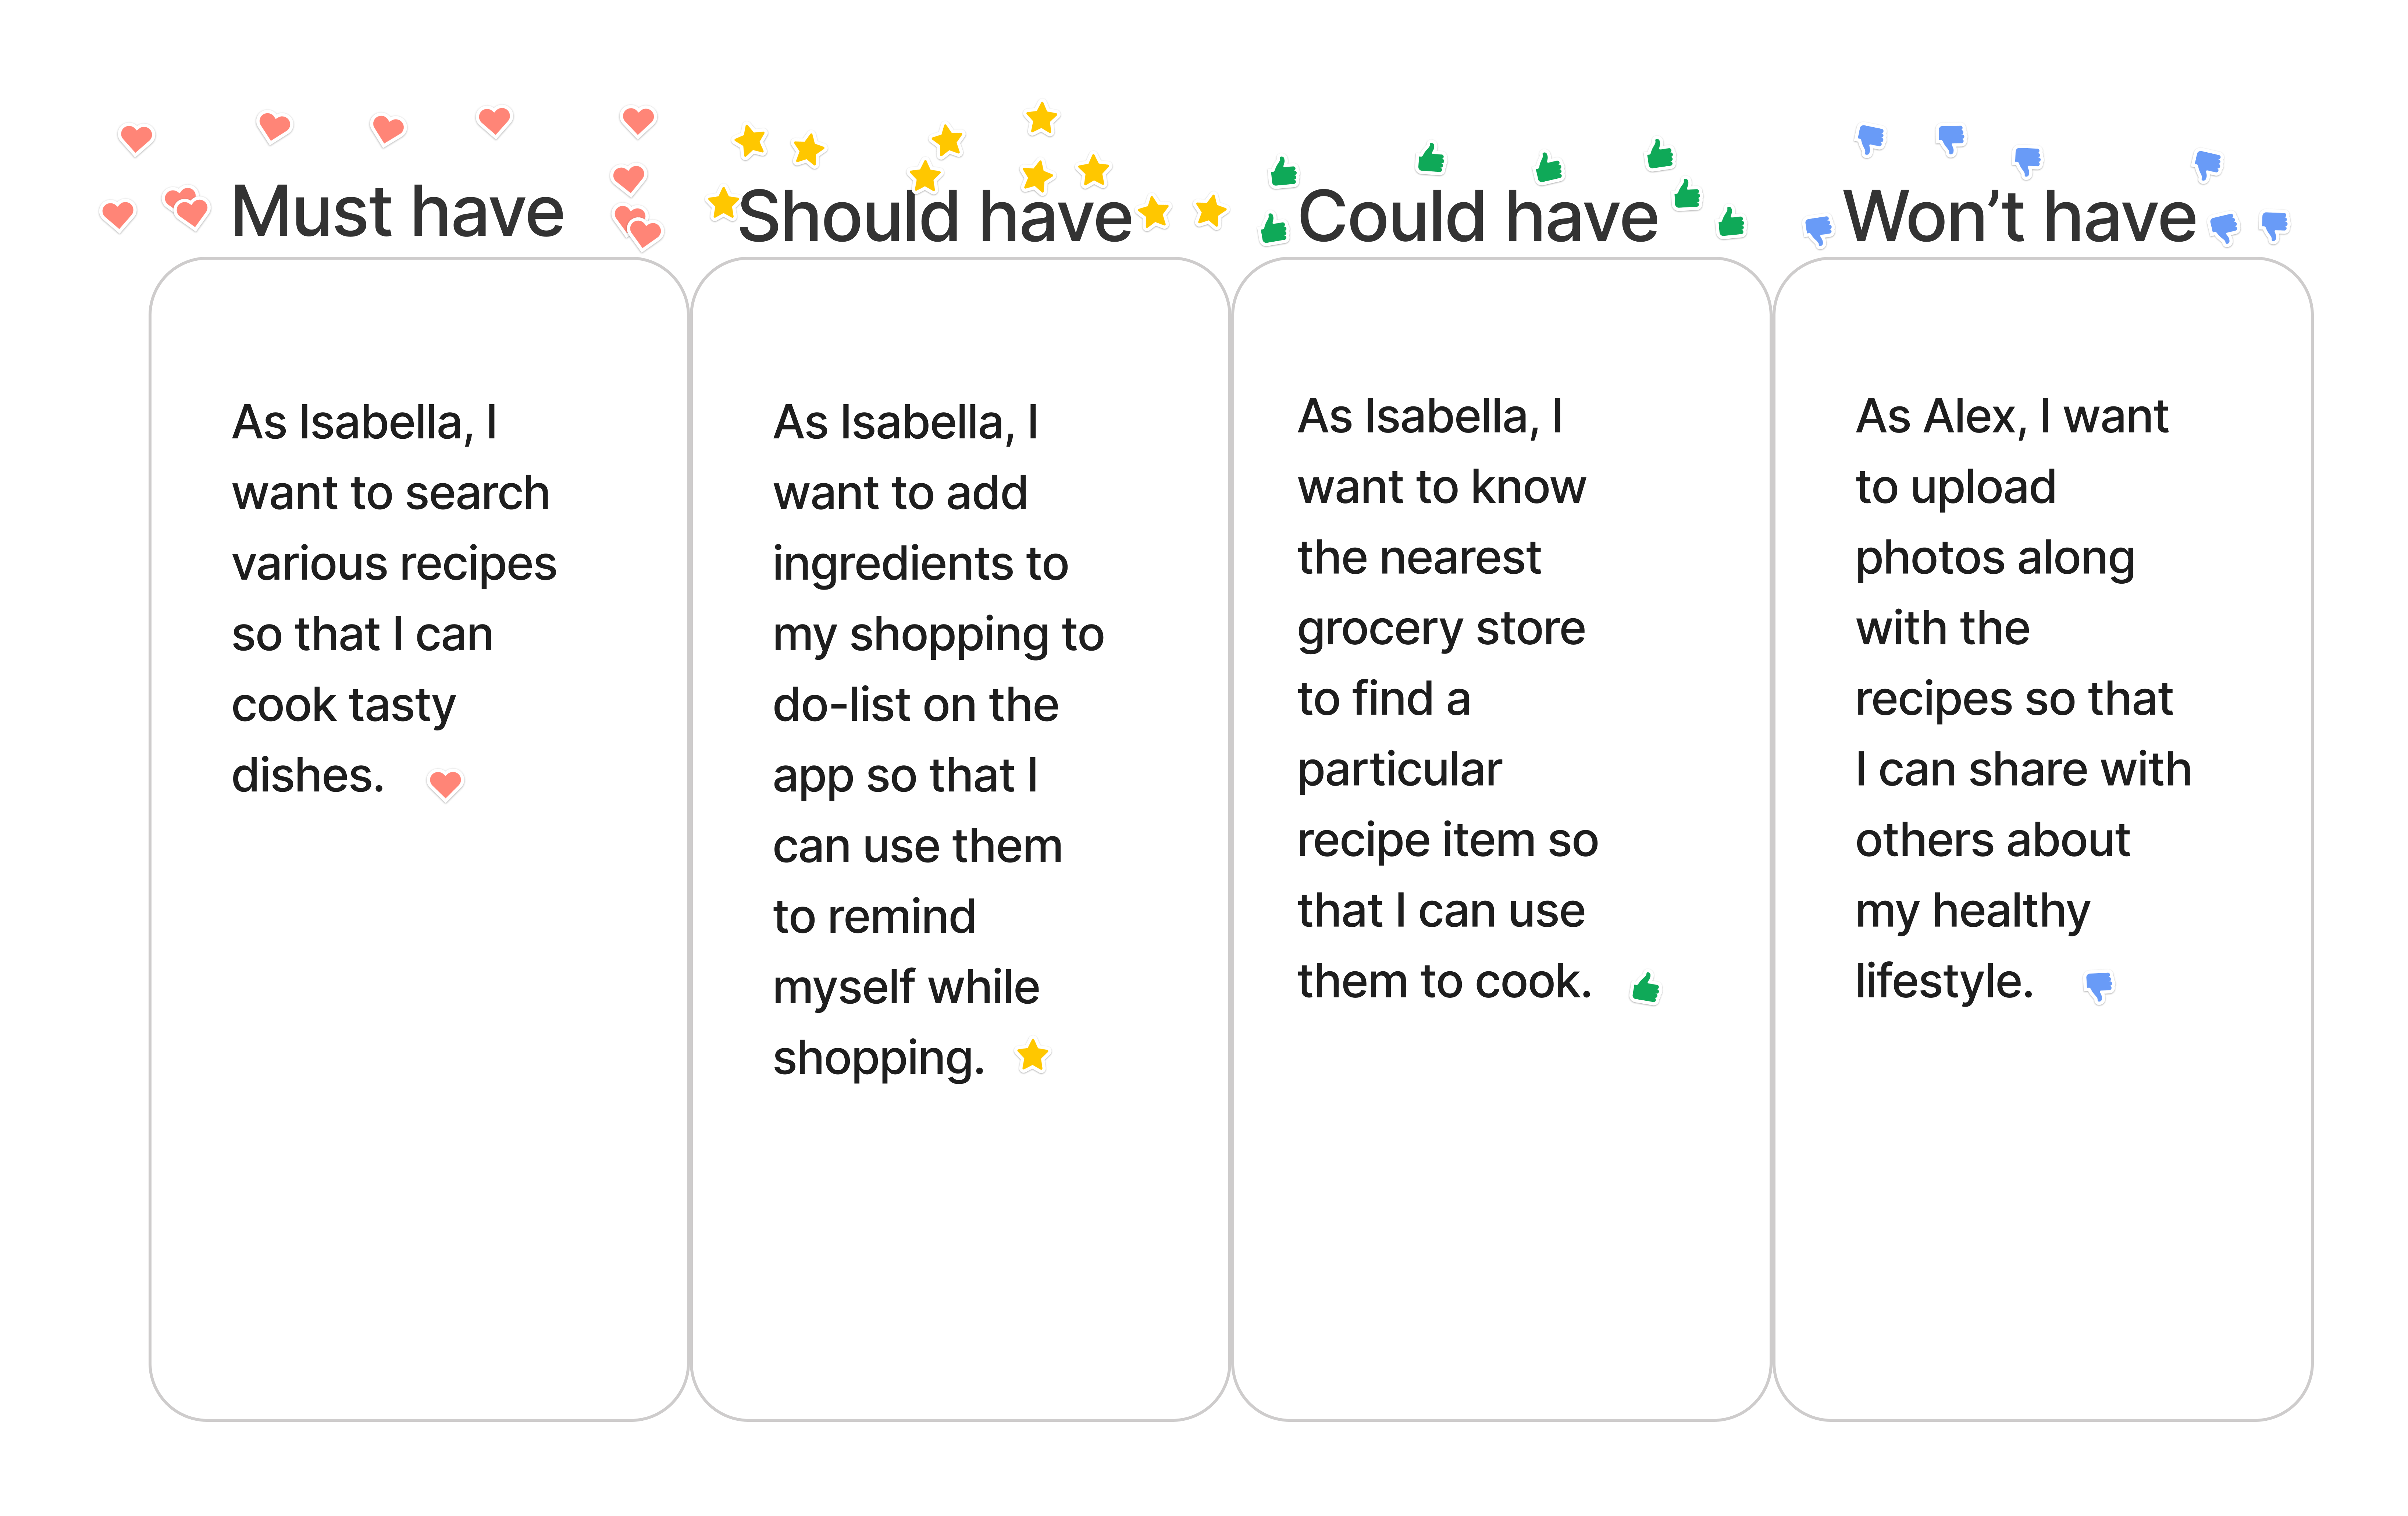 Must have
As Isabella, I
want to search
various recipes
so that I can
cook tasty
dishes.
Should have
As Isabella, I
want to add
ingredients to
my shopping to
do-list on the
app so that I
can use them
to remind
myself while
shopping.
Could have
As Isabella, I
want to know
the nearest
grocery store
to find a
particular
recipe item so
that I can use
them to cook.
Won’t have
As Alex, I want
to upload
photos along
with the
recipes so that
I can share with
others about
my healthy
lifestyle.